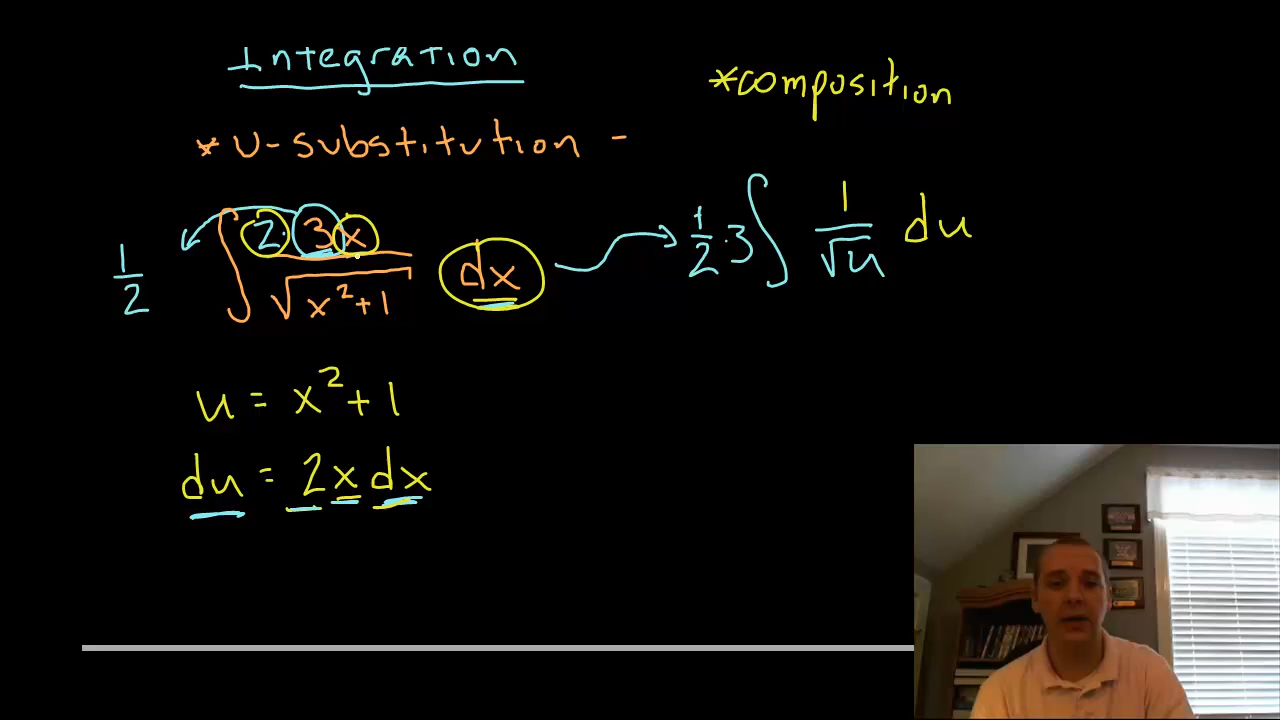 Integration
*composition
*U-substitution -
1/2 ∫ 2·3x/√(x²+1) dx → 1/2·3 ∫ 1/√u du
u = x²+1
du = 2x dx